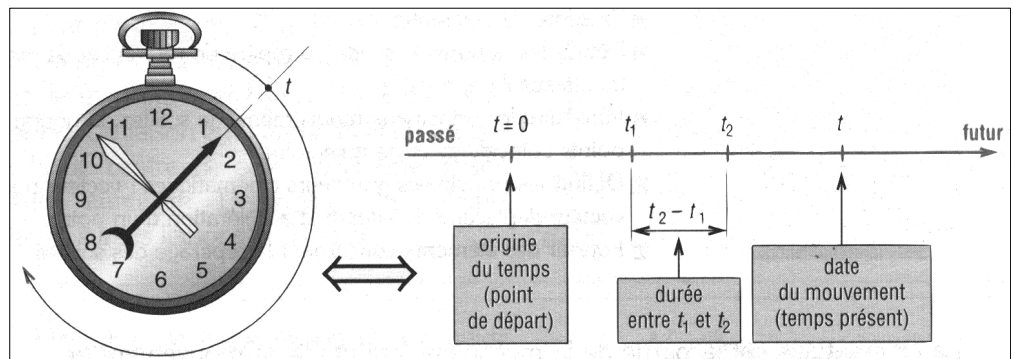 12
1
2
3
4
5
6
7
8
9
10
11
t
passé
t = 0
t₁
t₂
t
futur
t₂ – t₁
origine
du temps
(point
de départ)
durée
entre t₁ et t₂
date
du mouvement
(temps présent)